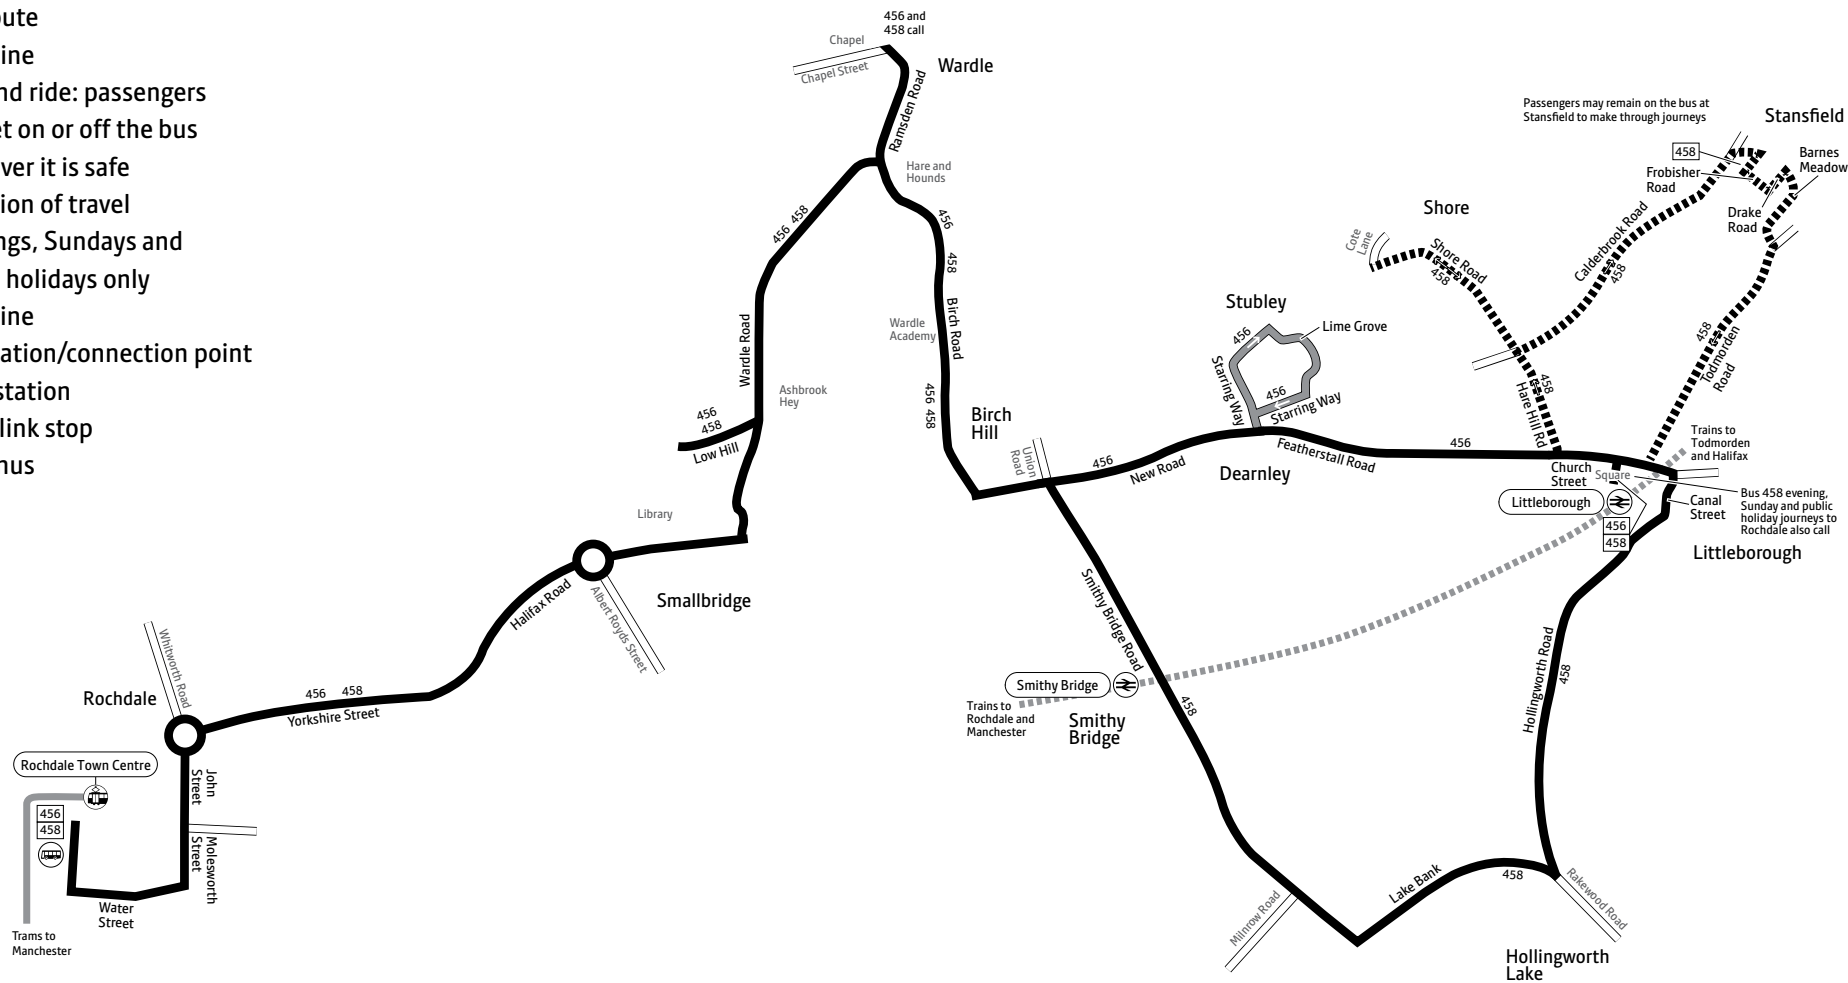 oute
ine
nd ride: passengers
et on or off the bus
ver it is safe
ion of travel
ngs, Sundays and
holidays only
ine
ation/connection point
station
link stop
nus
456 and
458 call
Chapel
Chapel Street
Wardle
Ramsden Road
Hare and
Hounds
456 458
456
458
Birch Road
Wardle
Academy
Wardle Road
Ashbrook
Hey
456
458
Low Hill
456 458
Birch
Hill
Union
Road
Library
Smallbridge
Halifax Road
Albert Royds Street
Whitworth Road
Rochdale
456 458
Yorkshire Street
Rochdale Town Centre
456
458
John
Street
Molesworth
Street
Water
Street
Trams to
Manchester
Passengers may remain on the bus at
Stansfield to make through journeys
Stansfield
458
Barnes
Meadow
Frobisher
Road
Drake
Road
Shore
Cote
Lane
Shore Road
458
Calderbrook Road
458
458
Todmorden
Road
Stubley
Lime Grove
456
Starring Way
456
Starring Way
458
Hare Hill Rd
456
New Road
Dearnley
Featherstall Road
456
Trains to
Todmorden
and Halifax
Church
Street
Square
Littleborough
456
458
Canal
Street
Bus 458 evening,
Sunday and public
holiday journeys to
Rochdale also call
Littleborough
Smithy Bridge Road
Smithy Bridge
Trains to
Rochdale and
Manchester
Smithy
Bridge
458
Hollingworth Road
458
Milnrow Road
Lake Bank
458
Rakewood Road
Hollingworth
Lake